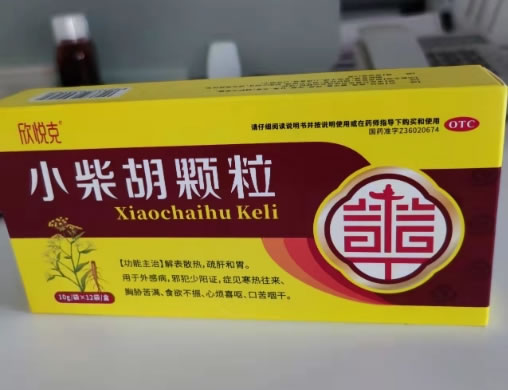 欣悦克
请仔细阅读说明书并按说明使用或在药师指导下购买和使用
国药准字Z36020674
OTC
小柴胡颗粒
Xiaochaihu Keli
【功能主治】解表散热,疏肝和胃。
用于外感病,邪犯少阳证,症见寒热往来、
胸胁苦满、食欲不振、心烦喜呕、口苦咽干。
10g/袋×12袋/盒